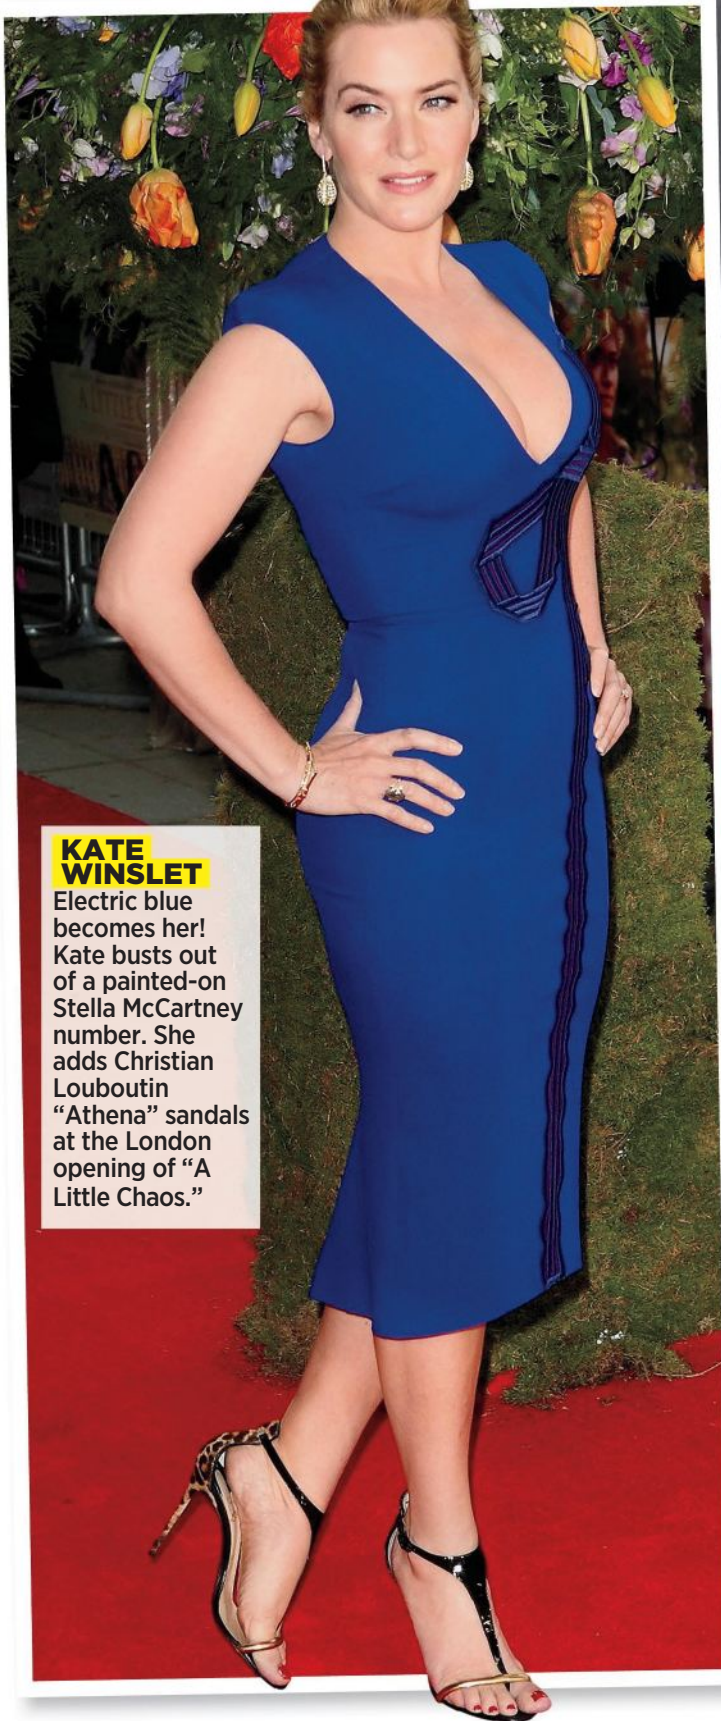 KATE
WINSLET
Electric blue
becomes her!
Kate busts out
of a painted-on
Stella McCartney
number. She
adds Christian
Louboutin
“Athena” sandals
at the London
opening of “A
Little Chaos.”
A LITTLE